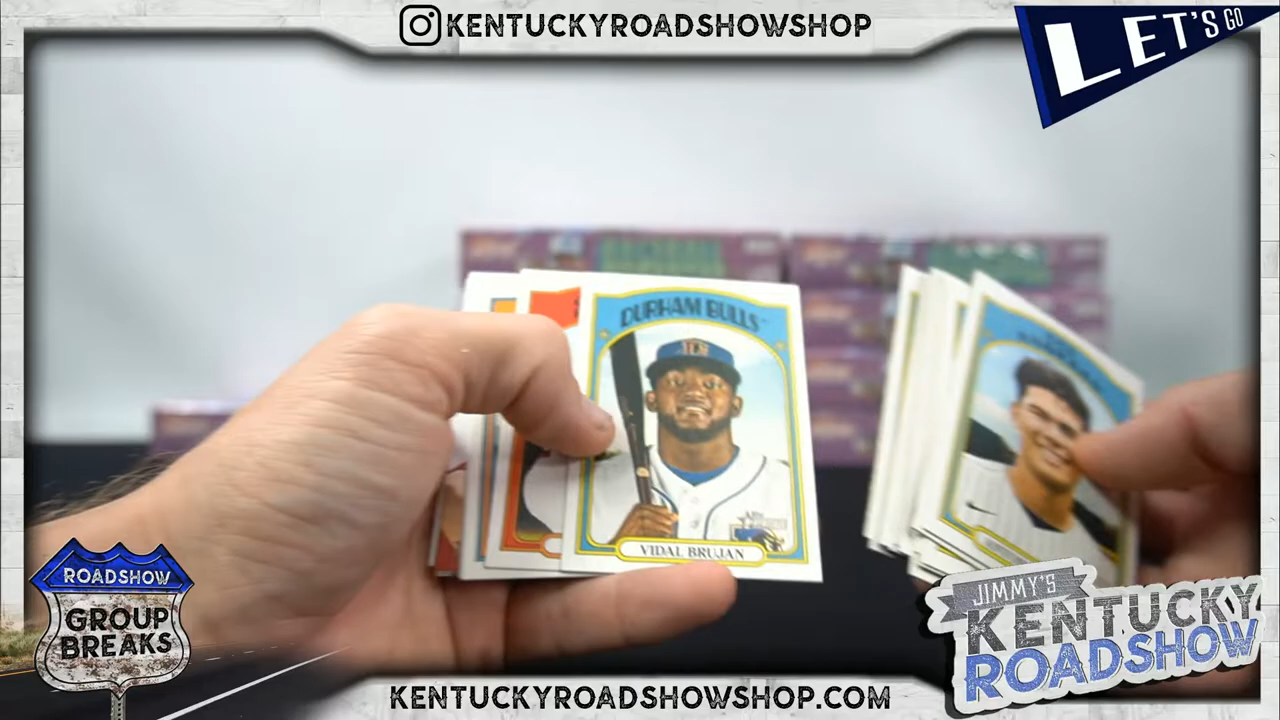 KENTUCKYROADSHOWSHOP
LET'S GO
DURHAM BULLS
VIDAL BRUJAN
ROADSHOW
GROUP
BREAKS
JIMMY'S
KENTUCKY
ROADSHOW
KENTUCKYROADSHOWSHOP.COM